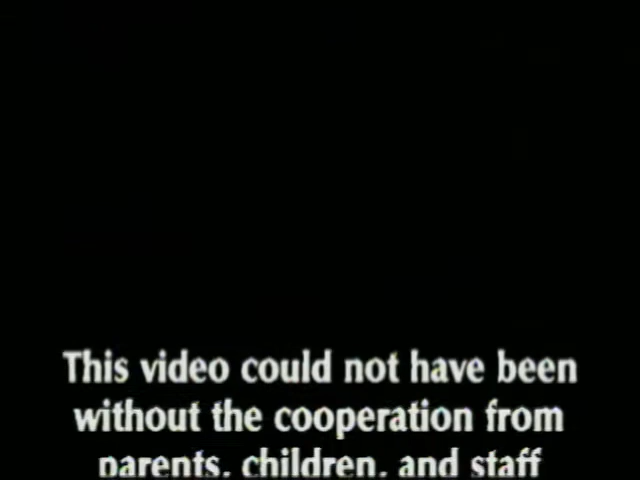 This video could not have been
without the cooperation from
parents, children, and staff